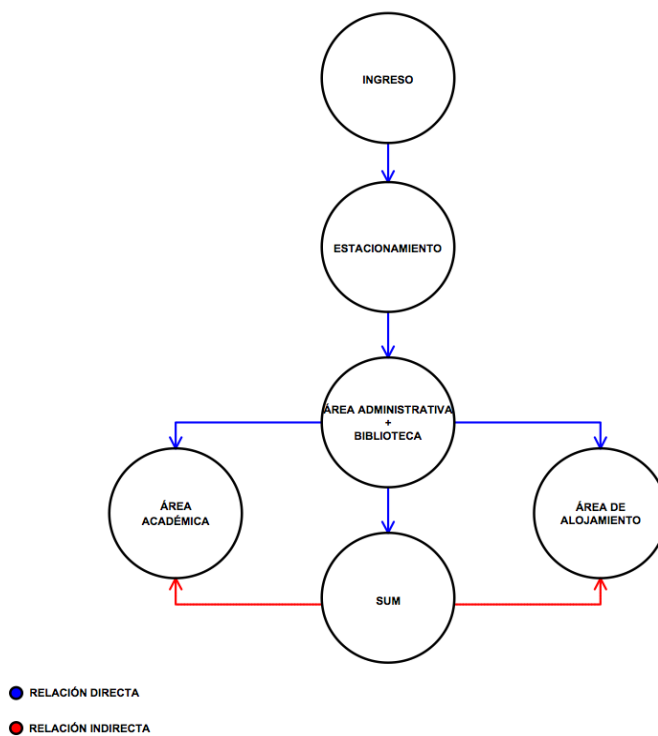 INGRESO
ESTACIONAMIENTO
ÁREA ADMINISTRATIVA
+
BIBLIOTECA
ÁREA
ACADÉMICA
ÁREA DE
ALOJAMIENTO
SUM
RELACIÓN DIRECTA
RELACIÓN INDIRECTA